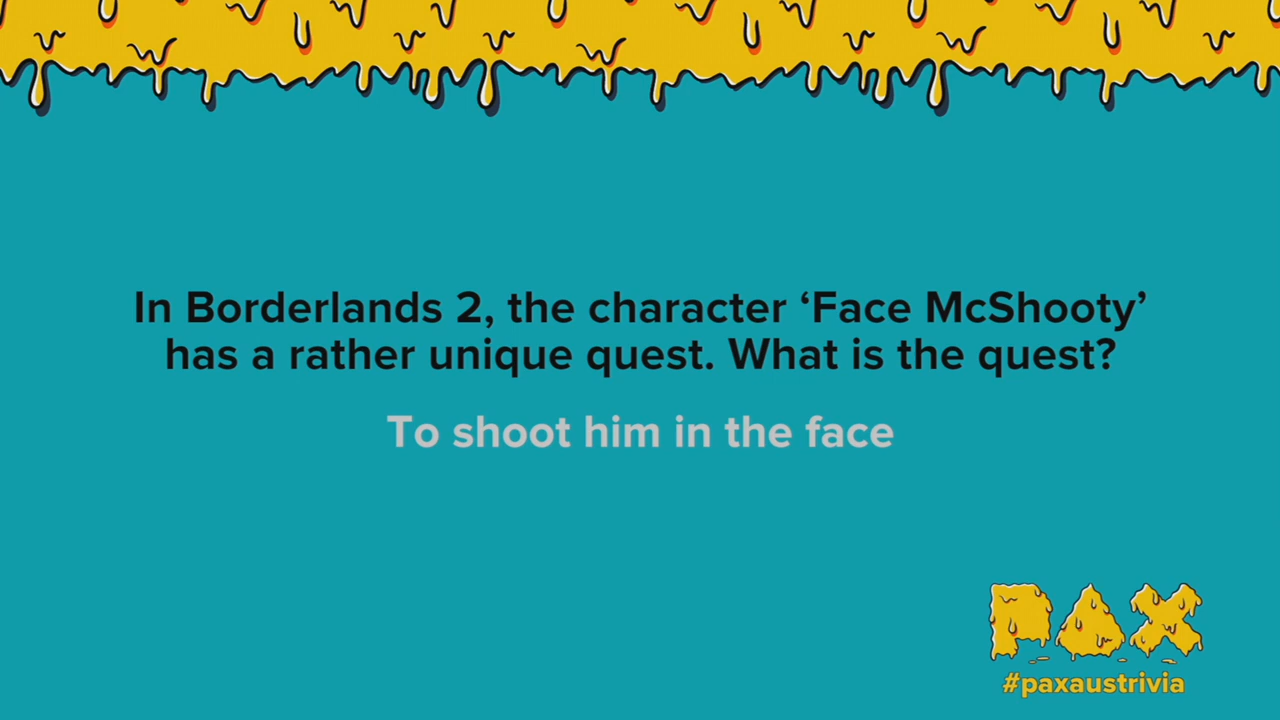 In Borderlands 2, the character ‘Face McShooty’
has a rather unique quest. What is the quest?
To shoot him in the face
PAX
#paxaustrivia